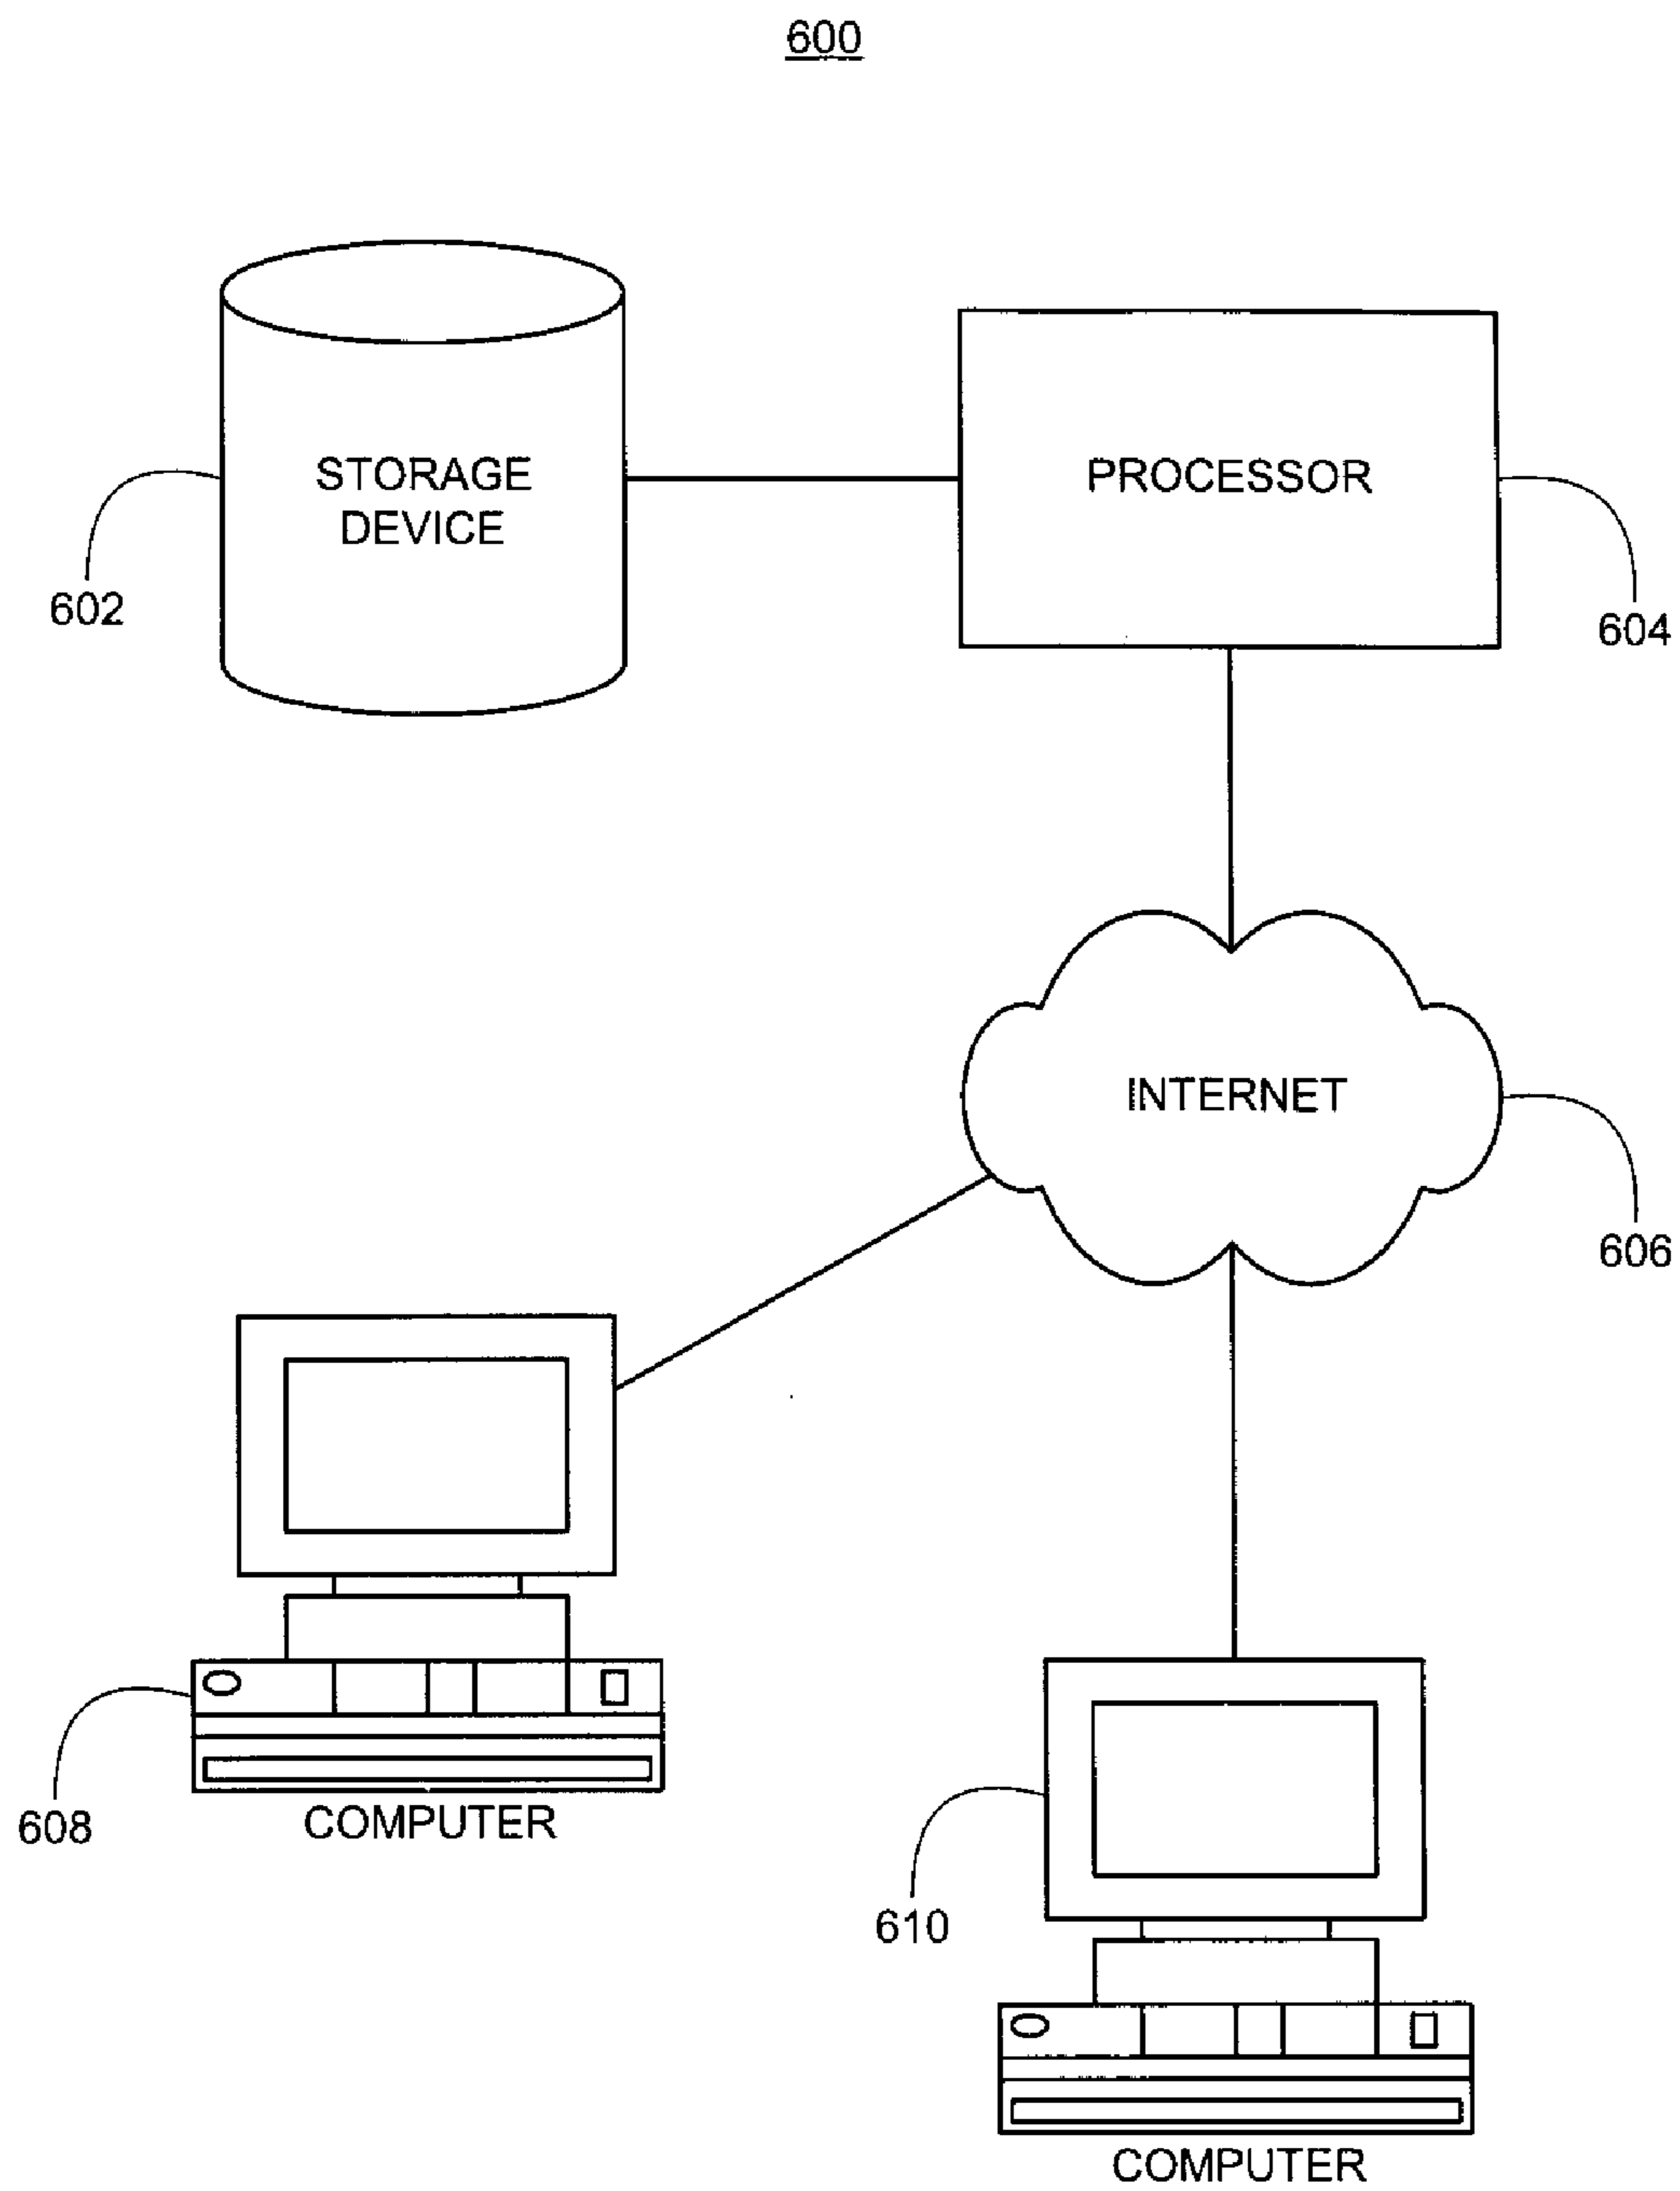 600
STORAGE
DEVICE
PROCESSOR
602
604
INTERNET
606
608
COMPUTER
610
COMPUTER